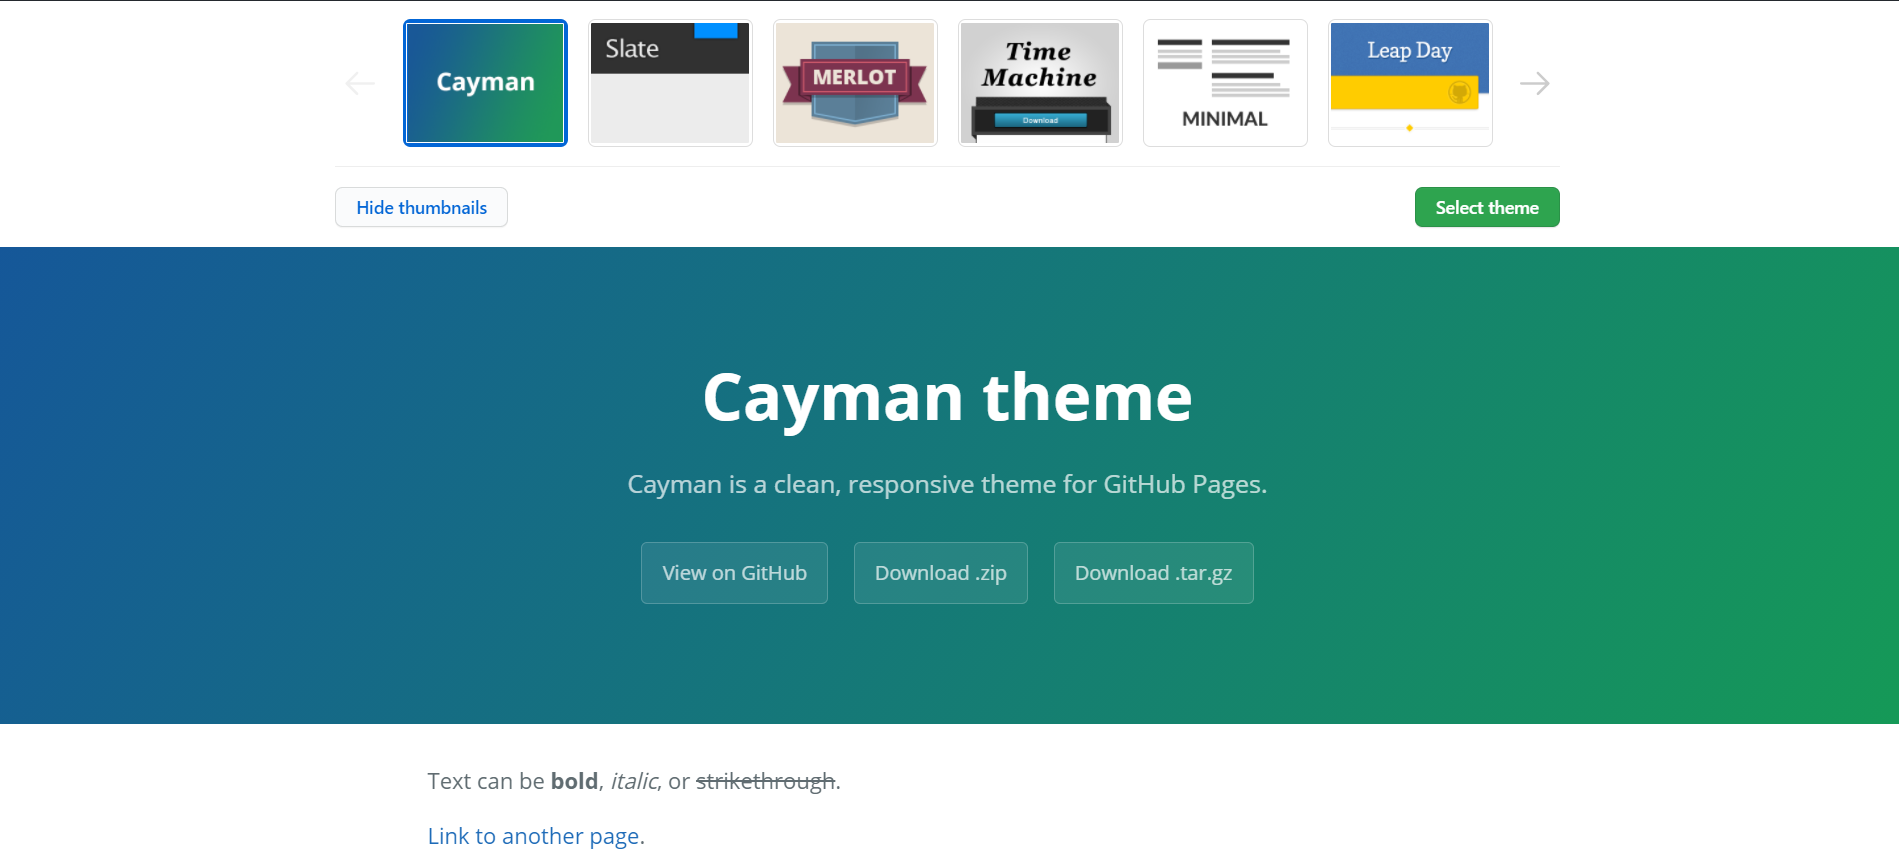 Cayman
Slate
MERLOT
Time
Machine
Download
MINIMAL
Leap Day
Hide thumbnails
Select theme
Cayman theme
Cayman is a clean, responsive theme for GitHub Pages.
View on GitHub
Download .zip
Download .tar.gz
Text can be bold, italic, or strikethrough.
Link to another page.